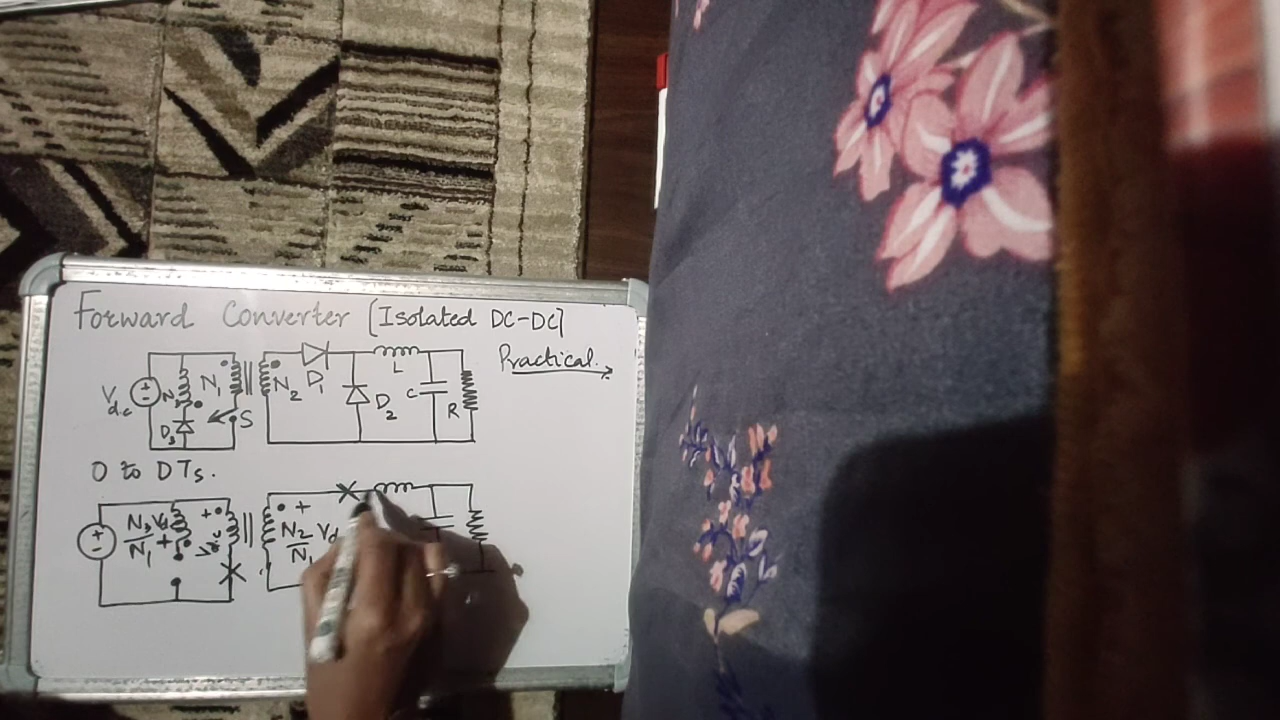 Forward Converter [Isolated DC-DC]
Practical
Vdc N3 N1 N2 D1 L
D2 C R
D3 S
0 to DTs.
N3 Vd + + N2 Vd
N1 + Vdc N1